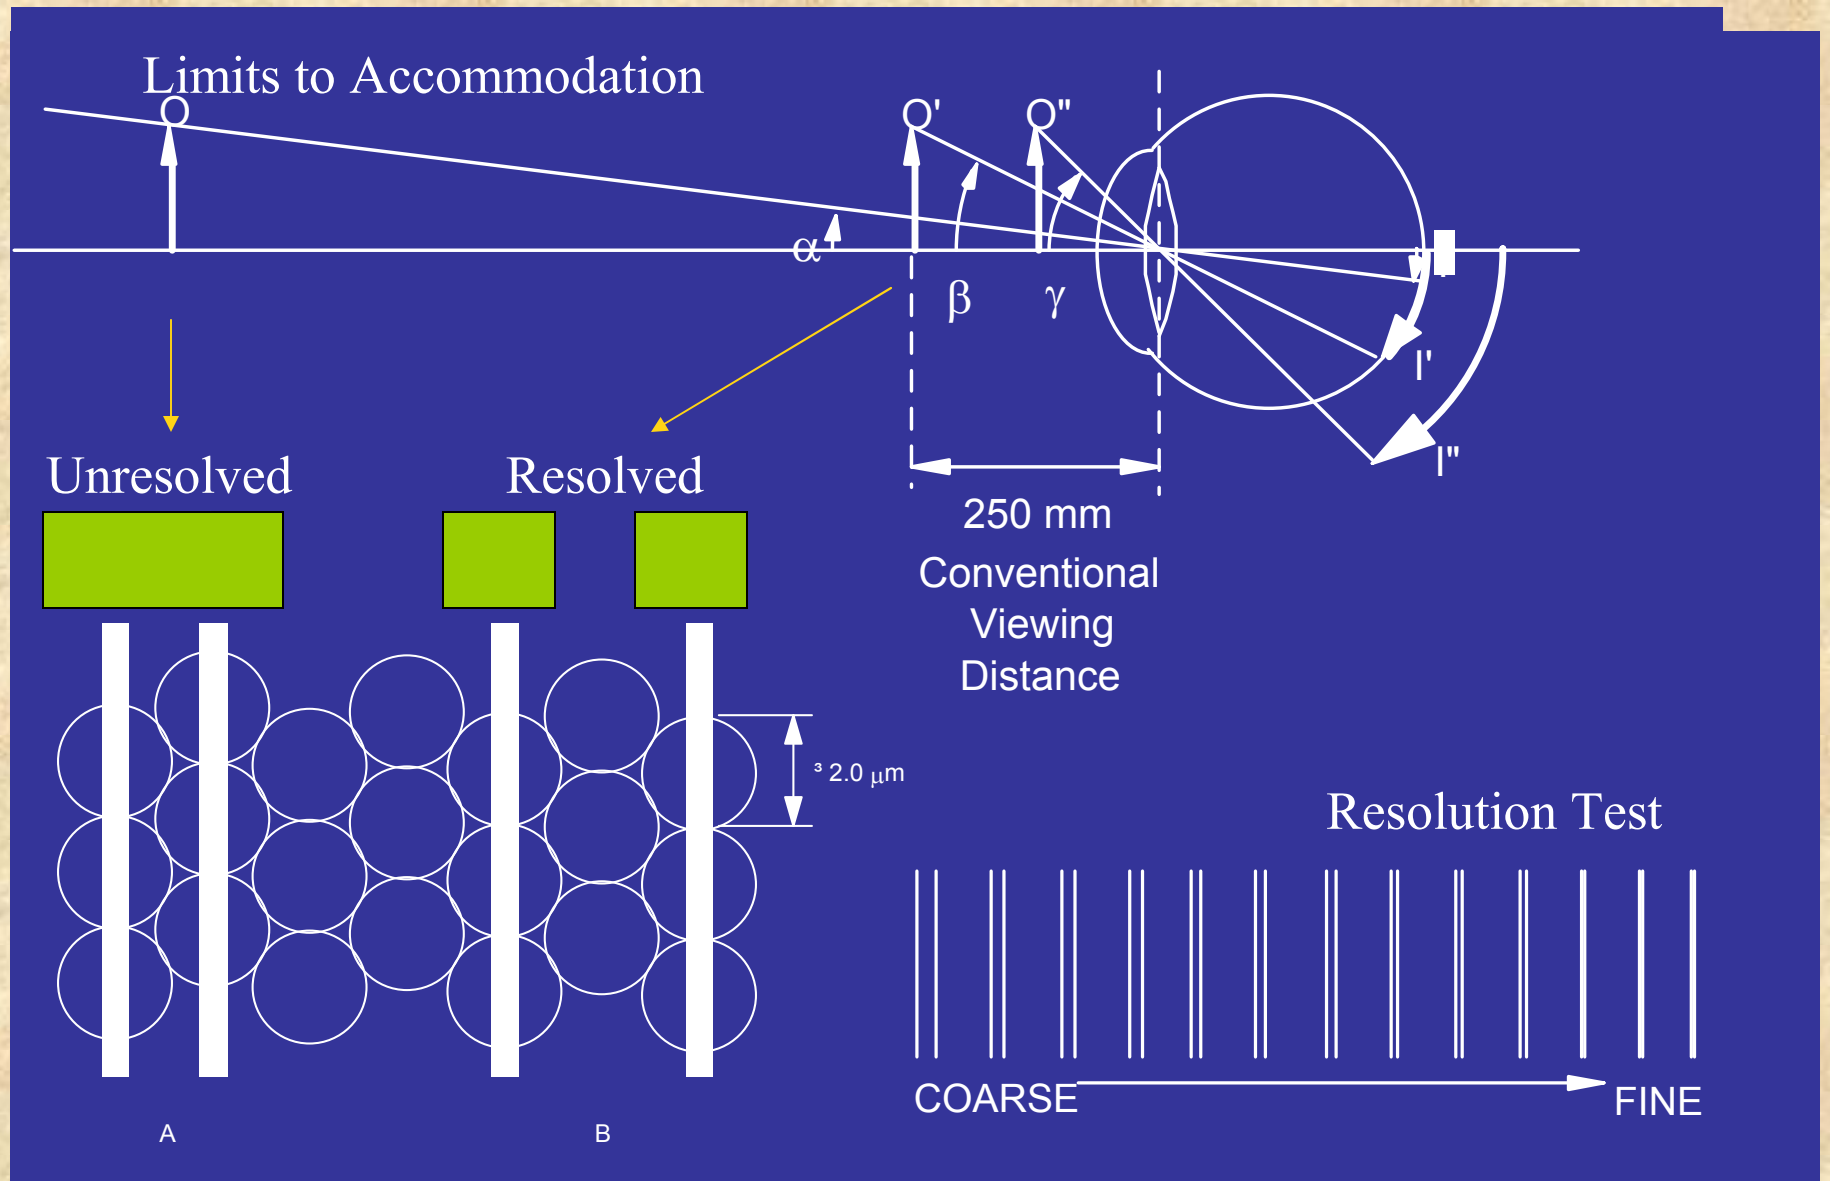 Limits to Accommodation
O
O'
O"
α
β
γ
I'
I"
Unresolved
Resolved
250 mm
Conventional
Viewing
Distance
³ 2.0 μm
Resolution Test
COARSE
FINE
A
B